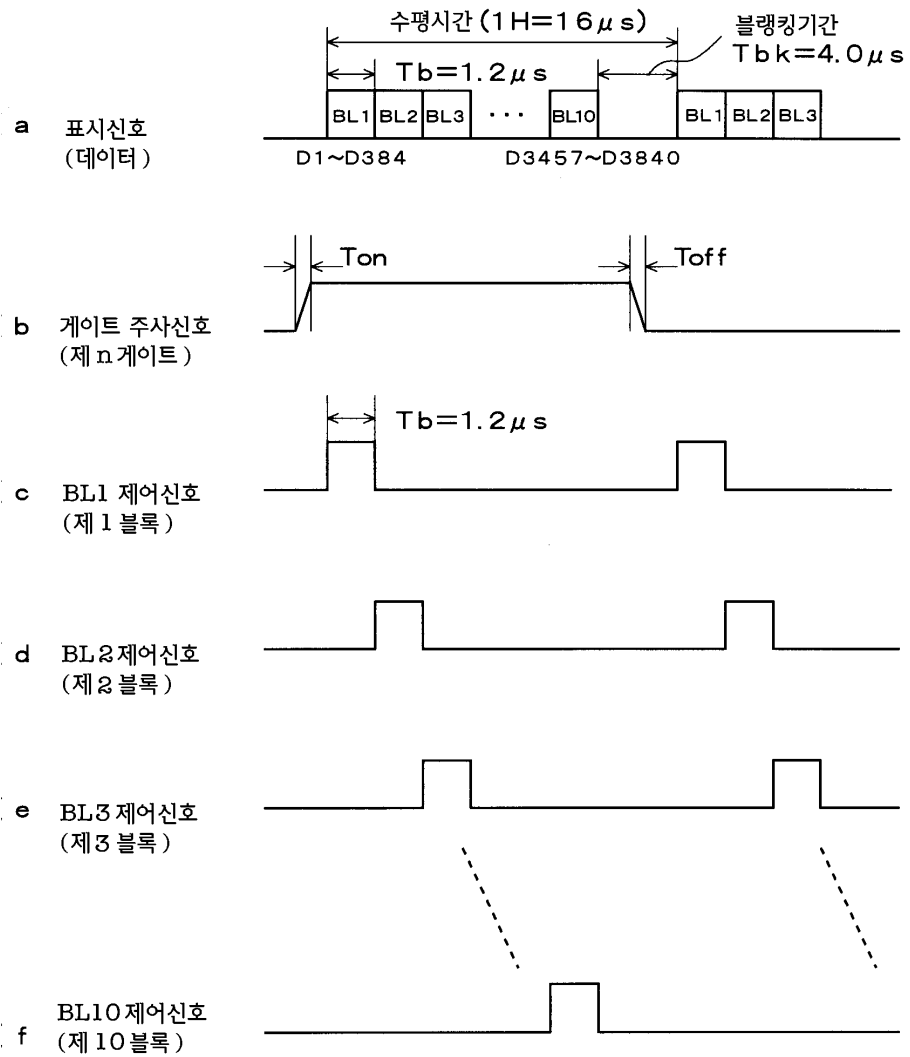 수평시간 (1H=16μs)
블랭킹기간
Tbk=4.0μs
Tb=1.2μs
a 표시신호
(데이터)
BL1 BL2 BL3 ··· BL10 BL1 BL2 BL3
D1~D384 D3457~D3840
Ton Toff
b 게이트 주사신호
(제n게이트)
Tb=1.2μs
c BL1 제어신호
(제1블록)
d BL2제어신호
(제2블록)
e BL3제어신호
(제3블록)
BL10제어신호
f (제10블록)